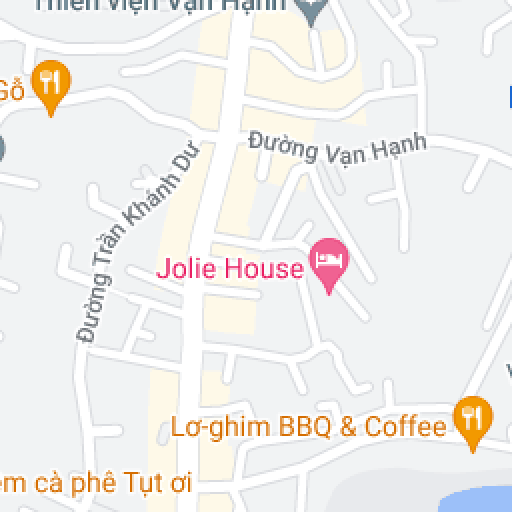 Thiền viện Vạn Hạnh
Gỗ
Đường Vạn Hạnh
Đường Trần Khánh Dư
Jolie House
Lơ-ghim BBQ & Coffee
cà phê Tụt ơi